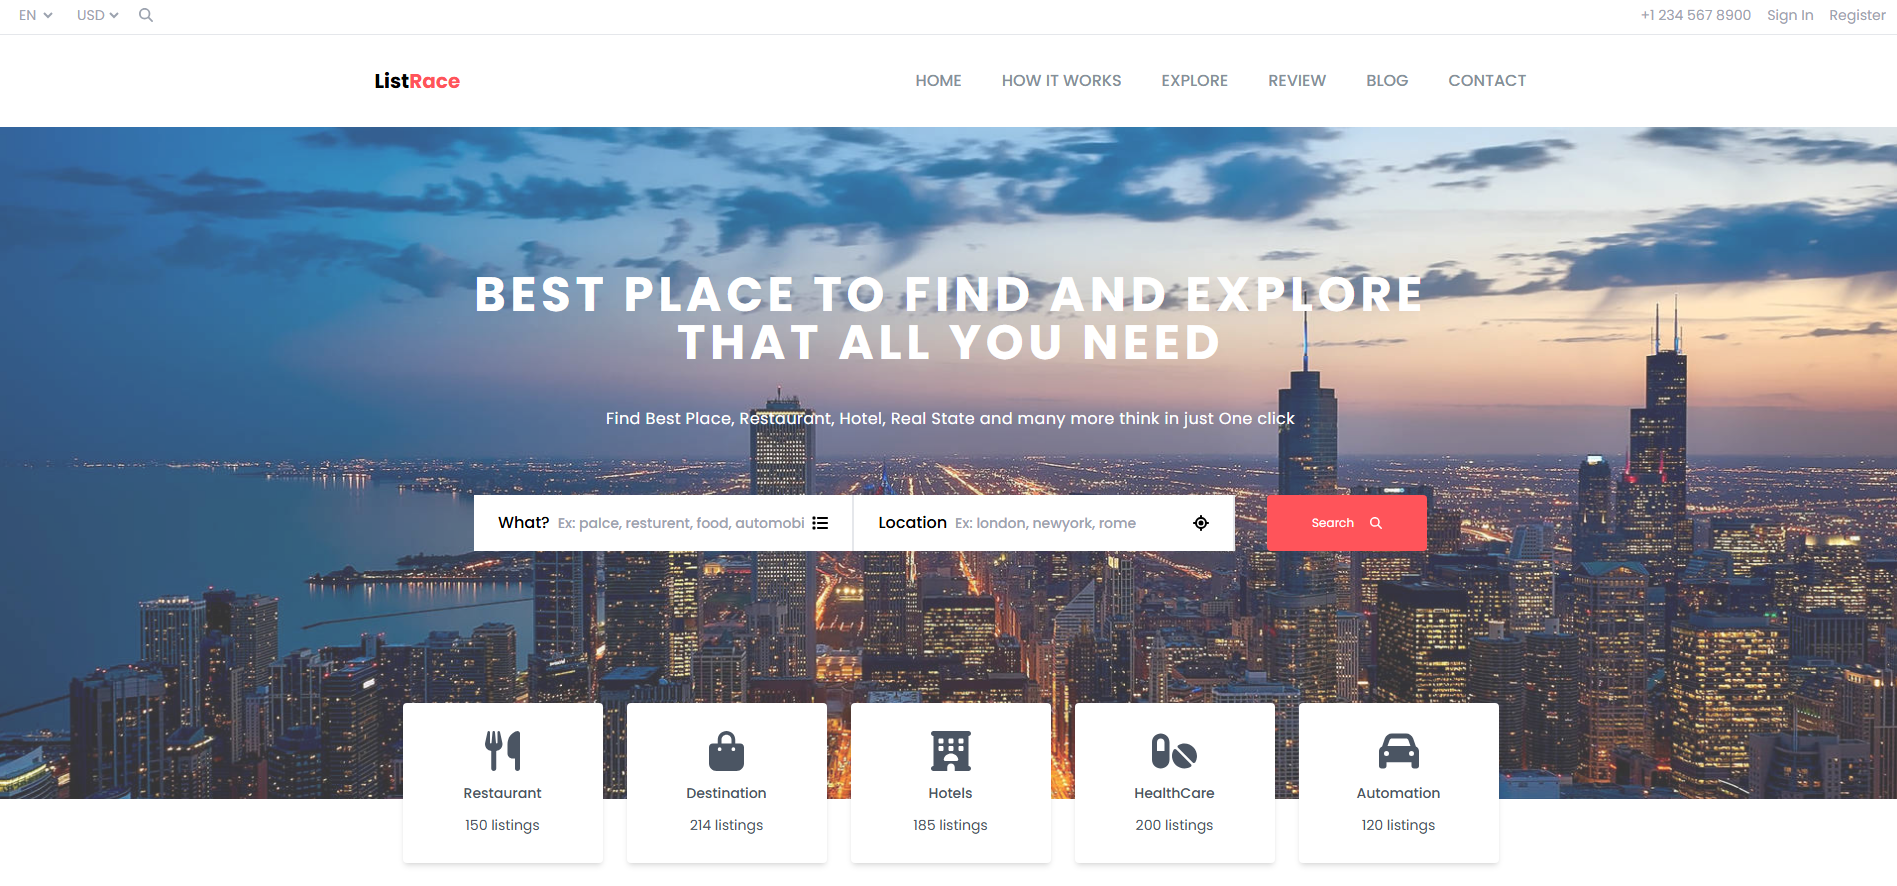 EN USD +1 234 567 8900 Sign In Register
ListRace HOME HOW IT WORKS EXPLORE REVIEW BLOG CONTACT
BEST PLACE TO FIND AND EXPLORE
THAT ALL YOU NEED
Find Best Place, Restaurant, Hotel, Real State and many more think in just One click
What? Ex: palce, resturent, food, automobi Location Ex: london, newyork, rome Search
Restaurant Destination Hotels HealthCare Automation
150 listings 214 listings 185 listings 200 listings 120 listings